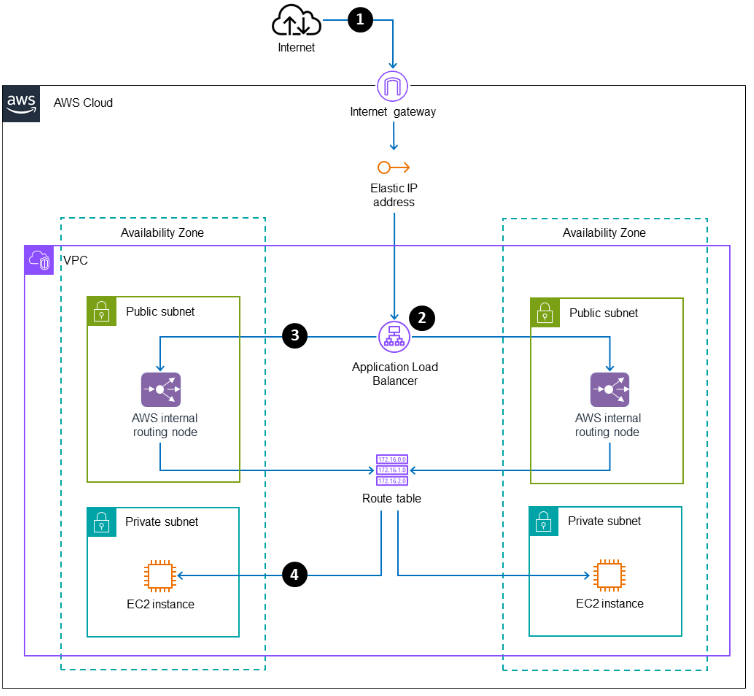 1
Internet
aws
AWS Cloud
Internet gateway
Elastic IP
address
Availability Zone
Availability Zone
VPC
Public subnet
Public subnet
2
3
Application Load
Balancer
AWS internal
routing node
AWS internal
routing node
172.16.0.0
172.16.1.0
172.16.2.0
Route table
Private subnet
Private subnet
4
EC2 instance
EC2 instance